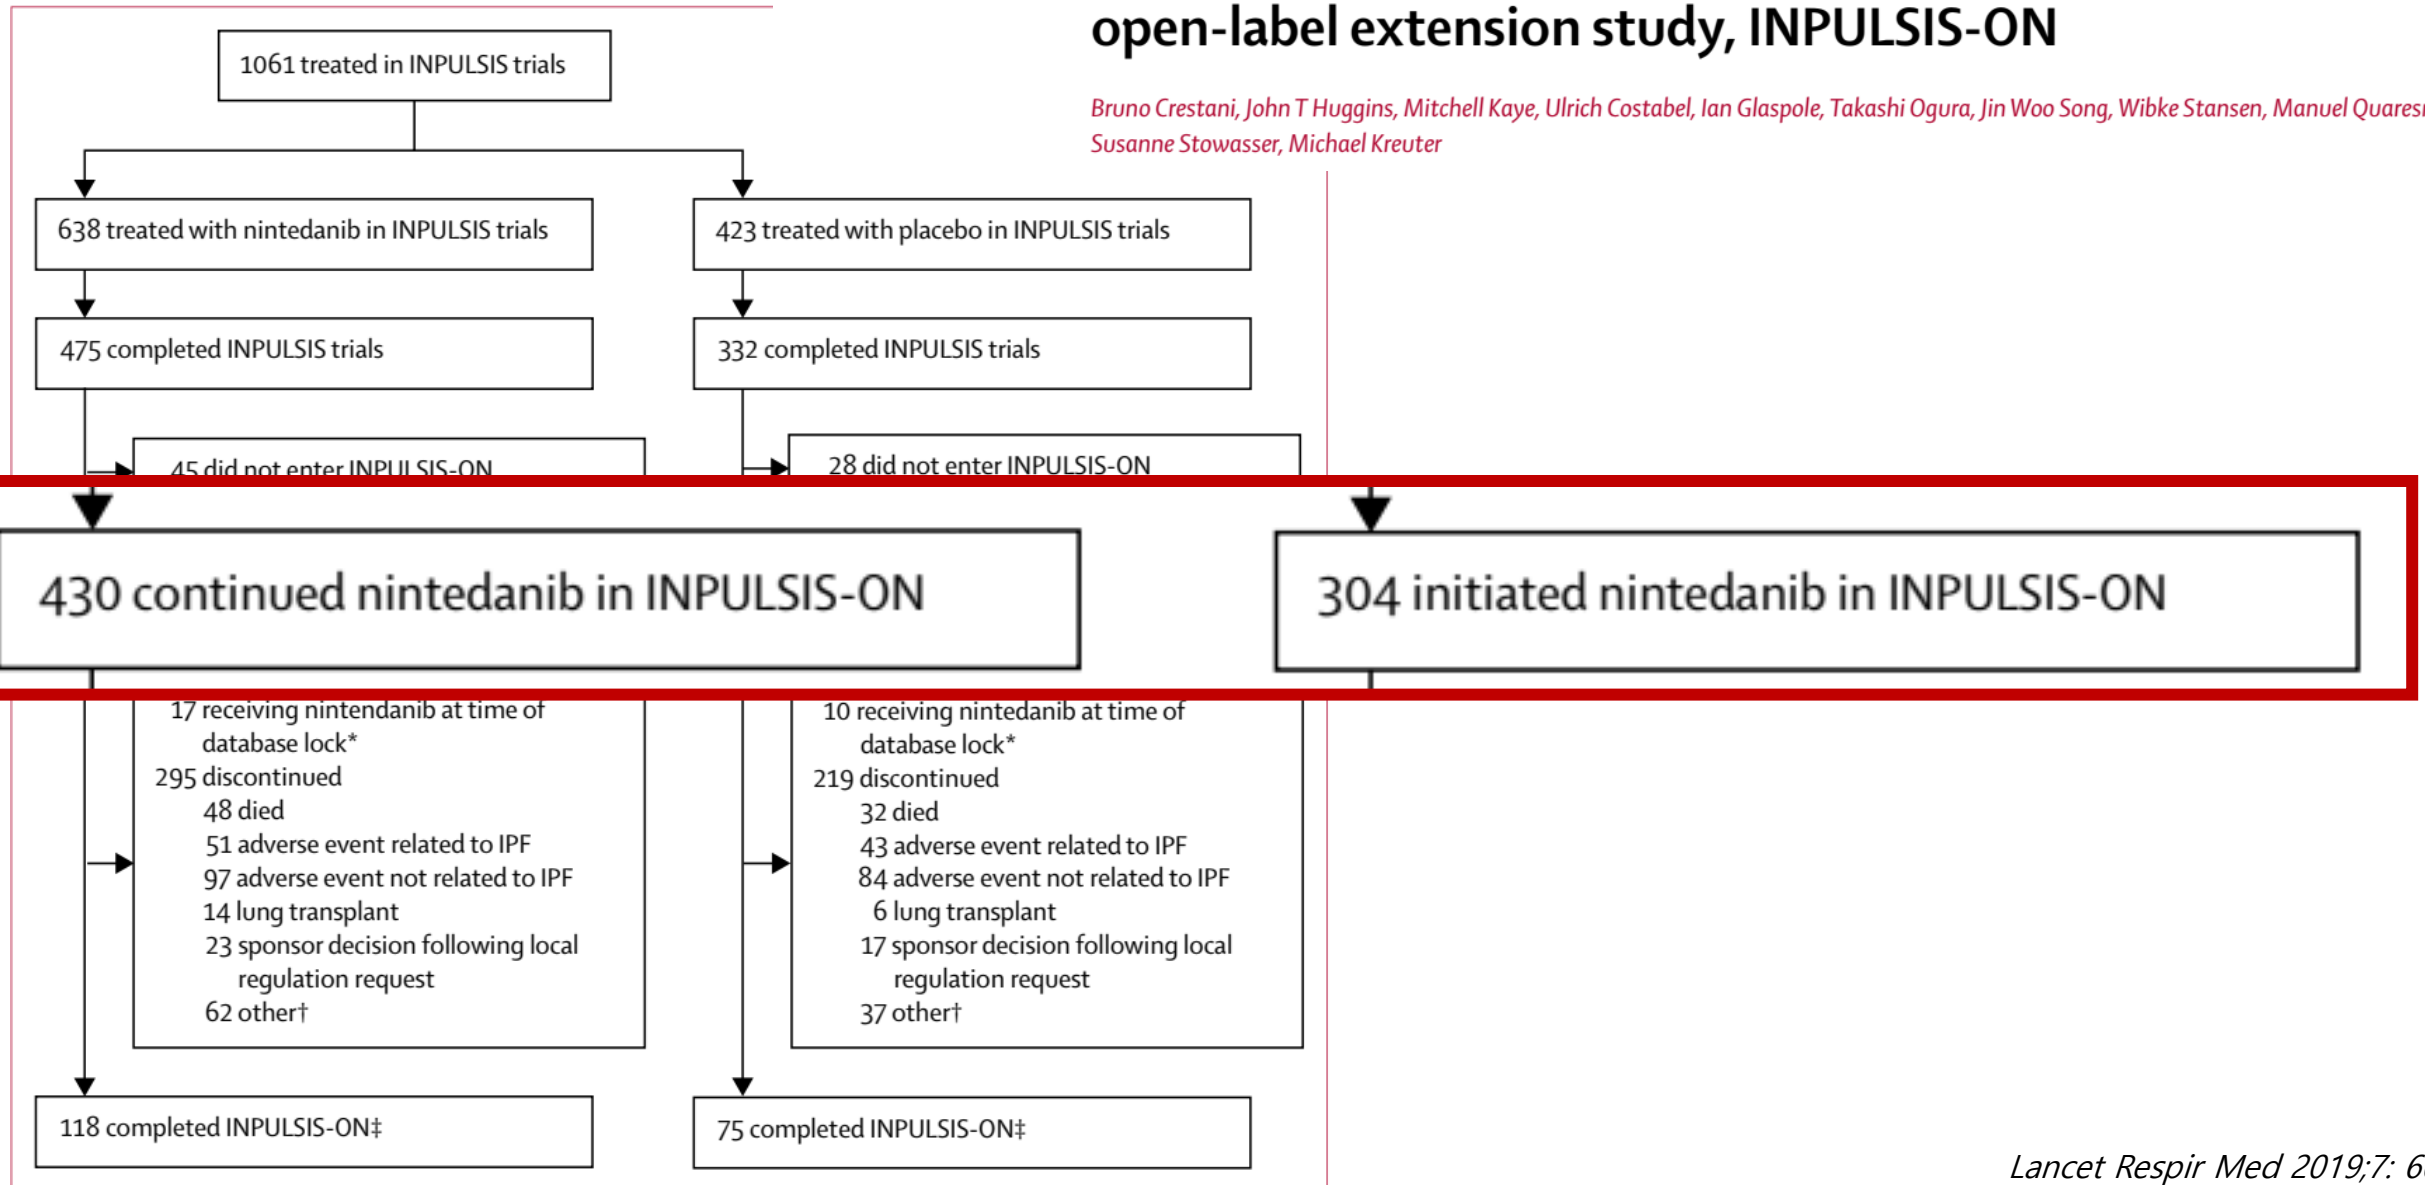 open-label extension study, INPULSIS-ON
Bruno Crestani, John T Huggins, Mitchell Kaye, Ulrich Costabel, Ian Glaspole, Takashi Ogura, Jin Woo Song, Wibke Stansen, Manuel
Susanne Stowasser, Michael Kreuter
1061 treated in INPULSIS trials
638 treated with nintedanib in INPULSIS trials
423 treated with placebo in INPULSIS trials
475 completed INPULSIS trials
332 completed INPULSIS trials
45 did not enter INPULSIS-ON
28 did not enter INPULSIS-ON
430 continued nintedanib in INPULSIS-ON
304 initiated nintedanib in INPULSIS-ON
17 receiving nintendanib at time of
database lock*
295 discontinued
48 died
51 adverse event related to IPF
97 adverse event not related to IPF
14 lung transplant
23 sponsor decision following local
regulation request
62 other†
10 receiving nintedanib at time of
database lock*
219 discontinued
32 died
43 adverse event related to IPF
84 adverse event not related to IPF
6 lung transplant
17 sponsor decision following local
regulation request
37 other†
118 completed INPULSIS-ON‡
75 completed INPULSIS-ON‡
Lancet Respir Med 2019;7: